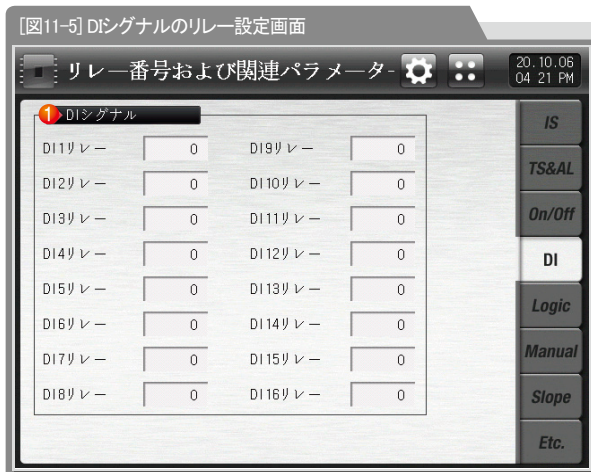 [図11-5] DIシグナルのリレー設定画面
リレー番号および関連パラメーター
20.10.06
04 21 PM
1 DIシグナル
DI1リレー 0 DI9リレー 0
DI2リレー 0 DI10リレー 0
DI3リレー 0 DI11リレー 0
DI4リレー 0 DI12リレー 0
DI5リレー 0 DI13リレー 0
DI6リレー 0 DI14リレー 0
DI7リレー 0 DI15リレー 0
DI8リレー 0 DI16リレー 0
IS
TS&AL
On/Off
DI
Logic
Manual
Slope
Etc.